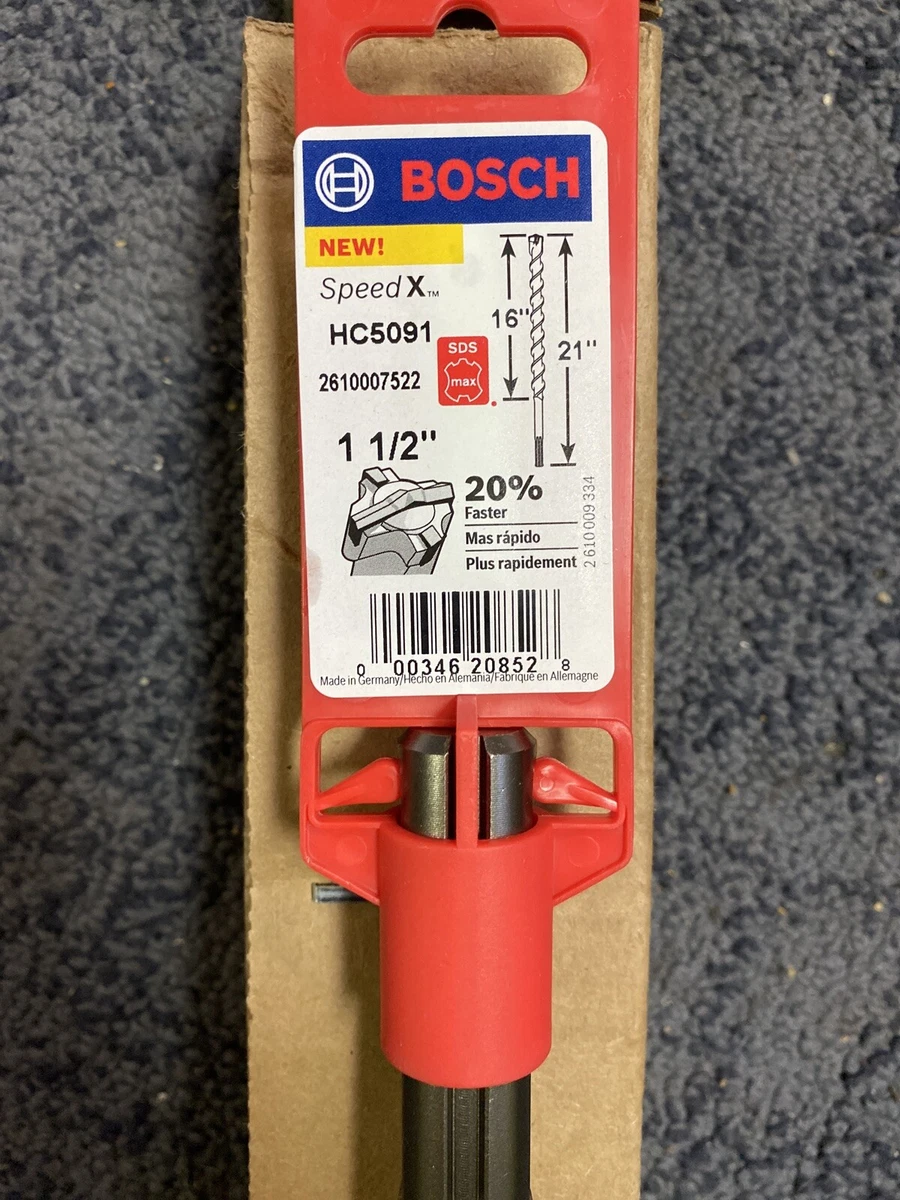 BOSCH
NEW!
Speed X™
HC5091
2610007522
SDS
max
16"
21"
1 1/2"
20%
Faster
Mas rápido
Plus rapidement
2 610 009 334
0 00346 20852 8
Made in Germany/Hecho en Alemania/Fabriqué en Allemagne